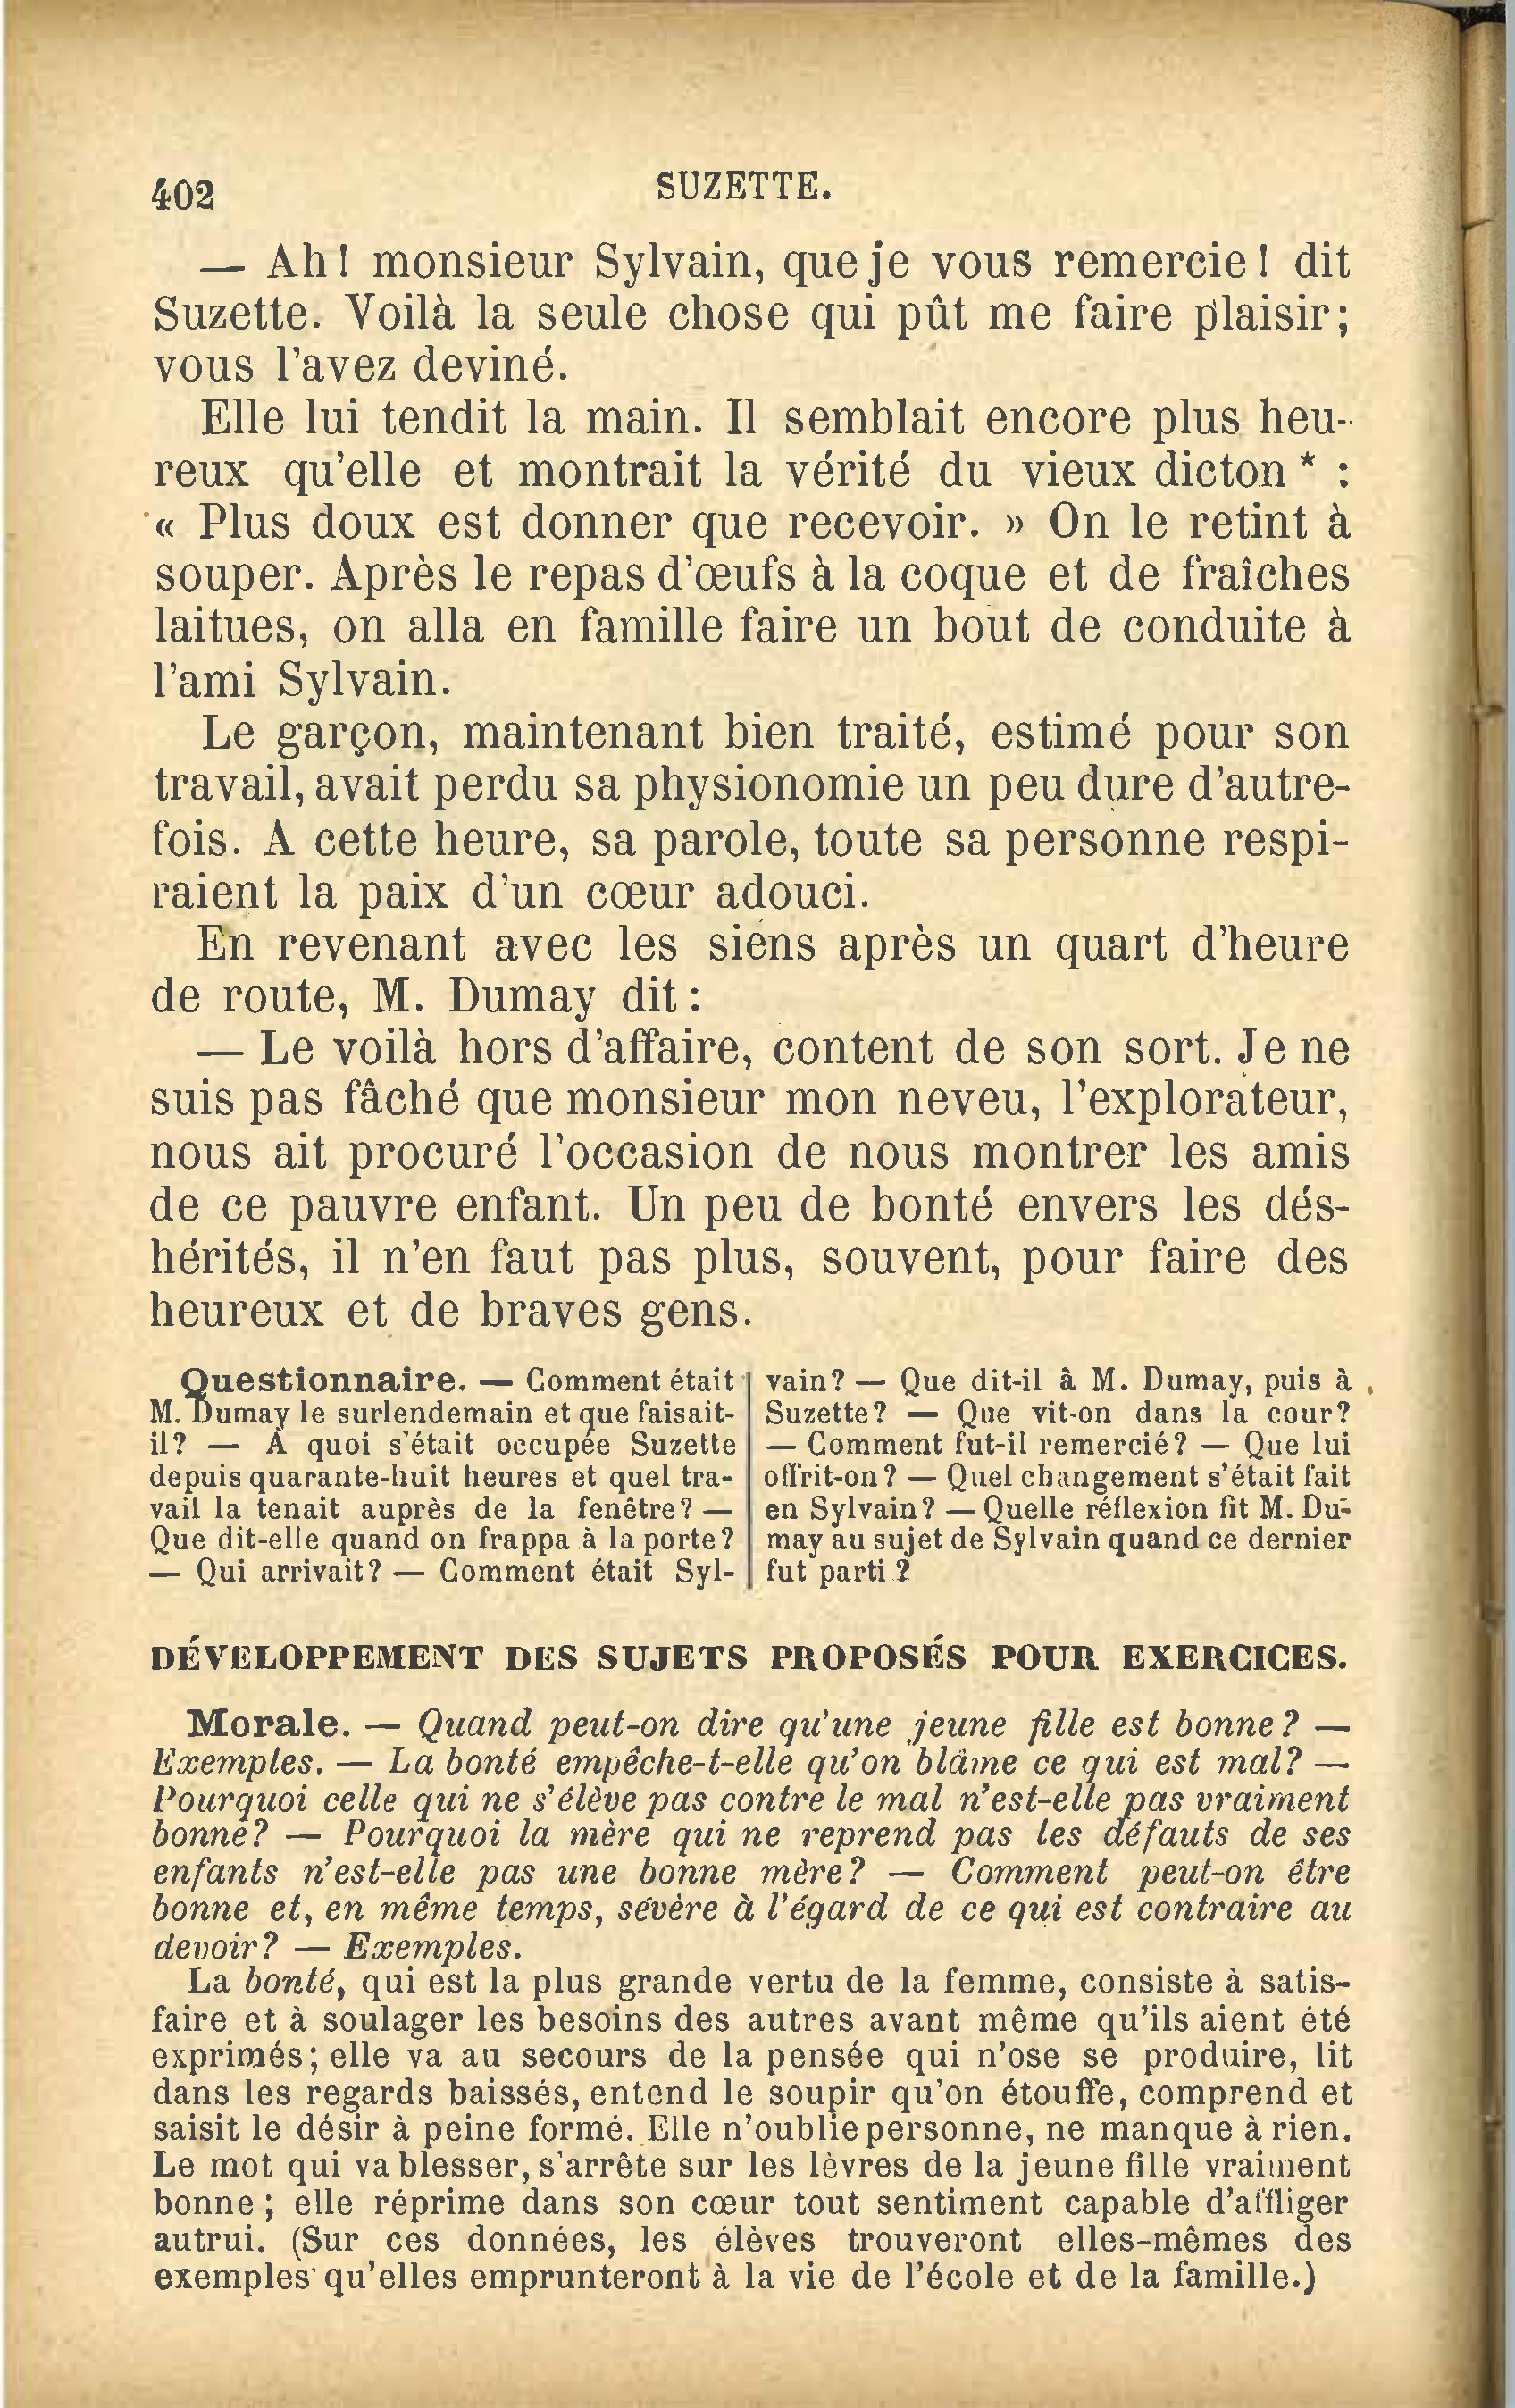 402
SUZETTE.
— Ah! monsieur Sylvain, que je vous remercie! dit
Suzette. Voilà la seule chose qui pût me faire plaisir;
vous l'avez deviné.
Elle lui tendit la main. Il semblait encore plus heu-
reux qu'elle et montrait la vérité du vieux dicton * :
« Plus doux est donner que recevoir. » On le retint à
souper. Après le repas d'œufs à la coque et de fraîches
laitues, on alla en famille faire un bout de conduite à
l'ami Sylvain.
Le garçon, maintenant bien traité, estimé pour son
travail, avait perdu sa physionomie un peu dure d'autre-
fois. A cette heure, sa parole, toute sa personne respi-
raient la paix d'un cœur adouci.
En revenant avec les siens après un quart d'heure
de route, M. Dumay dit :
— Le voilà hors d'affaire, content de son sort. Je ne
suis pas fâché que monsieur mon neveu, l'explorateur,
nous ait procuré l'occasion de nous montrer les amis
de ce pauvre enfant. Un peu de bonté envers les dés-
hérités, il n'en faut pas plus, souvent, pour faire des
heureux et de braves gens.
Questionnaire. — Comment était
M. Dumay le surlendemain et que faisait-
il? — A quoi s'était occupée Suzette
depuis quarante-huit heures et quel tra-
vail la tenait auprès de la fenêtre? —
Que dit-elle quand on frappa à la porte?
— Qui arrivait? — Comment était Syl-
vain? — Que dit-il à M. Dumay, puis à
Suzette? — Que vit-on dans la cour?
— Comment fut-il remercié? — Que lui
offrit-on? — Quel changement s'était fait
en Sylvain? — Quelle réflexion fit M. Du-
may au sujet de Sylvain quand ce dernier
fut parti?
DÉVELOPPEMENT DES SUJETS PROPOSÉS POUR EXERCICES.
Morale. — Quand peut-on dire qu'une jeune fille est bonne? —
Exemples. — La bonté empêche-t-elle qu'on blâme ce qui est mal? —
Pourquoi celle qui ne s'élève pas contre le mal n'est-elle pas vraiment
bonne? — Pourquoi la mère qui ne reprend pas les défauts de ses
enfants n'est-elle pas une bonne mère? — Comment peut-on être
bonne et, en même temps, sévère à l'égard de ce qui est contraire au
devoir? — Exemples.
La bonté, qui est la plus grande vertu de la femme, consiste à satis-
faire et à soulager les besoins des autres avant même qu'ils aient été
exprimés; elle va au secours de la pensée qui n'ose se produire, lit
dans les regards baissés, entend le soupir qu'on étouffe, comprend et
saisit le désir à peine formé. Elle n'oublie personne, ne manque à rien.
Le mot qui va blesser, s'arrête sur les lèvres de la jeune fille vraiment
bonne; elle réprime dans son cœur tout sentiment capable d'affliger
autrui. (Sur ces données, les élèves trouveront elles-mêmes des
exemples qu'elles emprunteront à la vie de l'école et de la famille.)